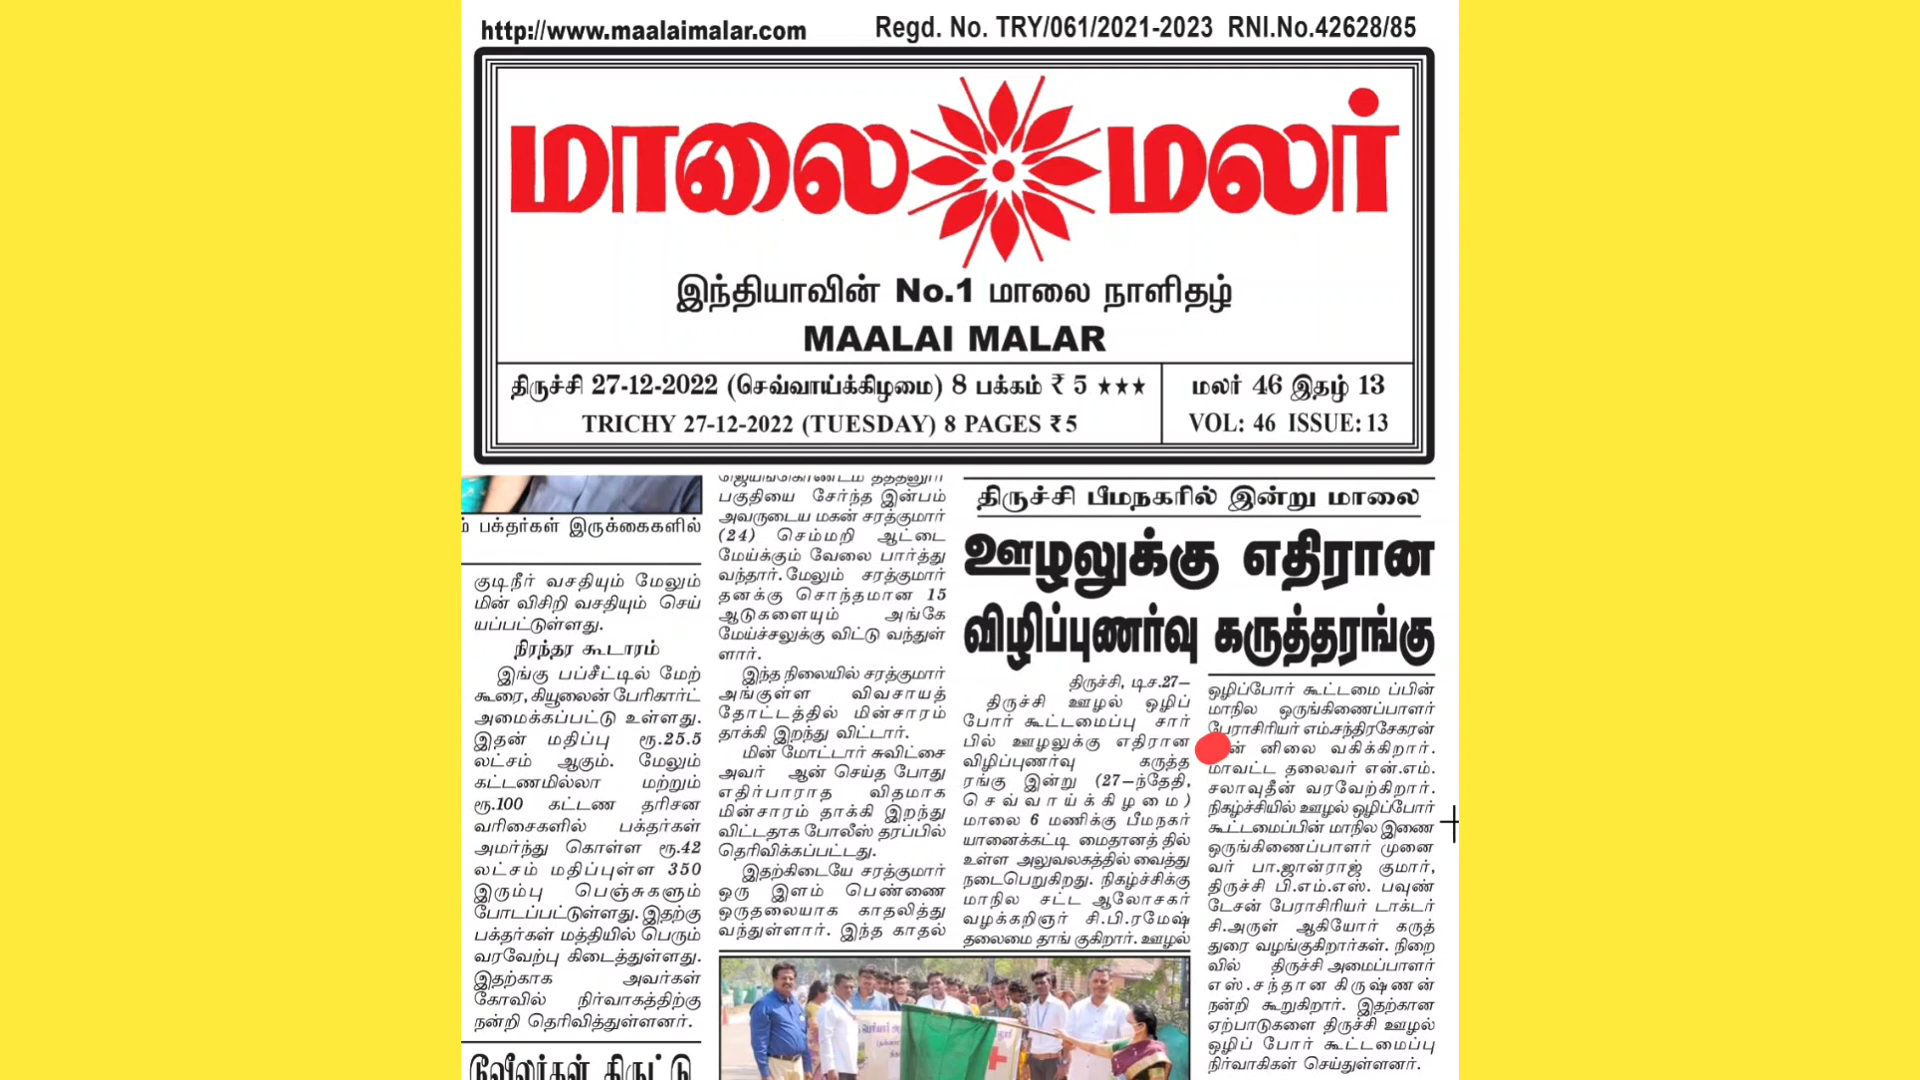 http://www.maalaimalar.com
Regd. No. TRY/061/2021-2023 RNI.No.42628/85
மாலை மலர்
இந்தியாவின் No.1 மாலை நாளிதழ்
MAALAI MALAR
திருச்சி 27-12-2022 (செவ்வாய்க்கிழமை) 8 பக்கம் ₹ 5 ★★★
TRICHY 27-12-2022 (TUESDAY) 8 PAGES ₹5
மலர் 46 இதழ் 13
VOL: 46 ISSUE: 13
பக்தர்கள் இருக்கைகளில்
குடிநீர் வசதியும் மேலும்
மின் விசிறி வசதியும் செய்
யப்பட்டுள்ளது.
நிரந்தர கூடாரம்
இங்கு பப்சீட்டில் மேற்
கூரை, கியூலைன் பேரிகார்ட்
அமைக்கப்பட்டு உள்ளது.
இதன் மதிப்பு ரூ.25.5
லட்சம் ஆகும். மேலும்
கட்டணமில்லா மற்றும்
ரூ.100 கட்டண தரிசன
வரிசைகளில் பக்தர்கள்
அமர்ந்து கொள்ள ரூ.42
லட்சம் மதிப்புள்ள 350
இரும்பு பெஞ்சுகளும்
போடப்பட்டுள்ளது. இதற்கு
பக்தர்கள் மத்தியில் பெரும்
வரவேற்பு கிடைத்துள்ளது.
இதற்காக அவர்கள்
கோவில் நிர்வாகத்திற்கு
நன்றி தெரிவித்துள்ளனர்.
பகுதியை சேர்ந்த இன்பம்
அவருடைய மகன் சரத்குமார்
(24) செம்மறி ஆட்டை
மேய்க்கும் வேலை பார்த்து
வந்தார். மேலும் சரத்குமார்
தனக்கு சொந்தமான 15
ஆடுகளையும் அங்கே
மேய்ச்சலுக்கு விட்டு வந்துள்
ளார்.
இந்த நிலையில் சரத்குமார்
அங்குள்ள விவசாயத்
தோட்டத்தில் மின்சாரம்
தாக்கி இறந்து விட்டார்.
மின் மோட்டார் சுவிட்சை
அவர் ஆன் செய்த போது
எதிர்பாராத விதமாக
மின்சாரம் தாக்கி இறந்து
விட்டதாக போலீஸ் தரப்பில்
தெரிவிக்கப்பட்டது.
இதற்கிடையே சரத்குமார்
ஒரு இளம் பெண்ணை
ஒருதலையாக காதலித்து
வந்துள்ளார். இந்த காதல்
திருச்சி பீமநகரில் இன்று மாலை
ஊழலுக்கு எதிரான
விழிப்புணர்வு கருத்தரங்கு
திருச்சி, டிச.27–
திருச்சி ஊழல் ஒழிப்
போர் கூட்டமைப்பு சார்
பில் ஊழலுக்கு எதிரான
விழிப்புணர்வு கருத்த
ரங்கு இன்று (27–ந்தேதி,
செவ்வாய்க்கிழமை)
மாலை 6 மணிக்கு பீமநகர்
யானைக்கட்டி மைதானத் தில்
உள்ள அலுவலகத்தில் வைத்து
நடைபெறுகிறது. நிகழ்ச்சிக்கு
மாநில சட்ட ஆலோசகர்
வழக்கறிஞர் சி.பி.ரமேஷ்
தலைமை தாங் குகிறார். ஊழல்
ஒழிப்போர் கூட்டமை ப்பின்
மாநில ஒருங்கிணைப்பாளர்
பேராசிரியர் எம்.சந்திரசேகரன்
னிலை வகிக்கிறார்.
மாவட்ட தலைவர் என்.எம்.
சலாவுதீன் வரவேற்கிறார்.
நிகழ்ச்சியில் ஊழல் ஒழிப்போர்
கூட்டமைப்பின் மாநில இணை
ஒருங்கிணைப்பாளர் முனை
வர் பா.ஜான்ராஜ் குமார்,
திருச்சி பி.எம்.எஸ். பவுண்
டேசன் பேராசிரியர் டாக்டர்
சி.அருள் ஆகியோர் கருத்
துரை வழங்குகிறார்கள். நிறை
வில் திருச்சி அமைப்பாளர்
எஸ்.சந்தான கிருஷ்ணன்
நன்றி கூறுகிறார். இதற்கான
ஏற்பாடுகளை திருச்சி ஊழல்
ஒழிப் போர் கூட்டமைப்பு
நிர்வாகிகள் செய்துள்ளனர்.